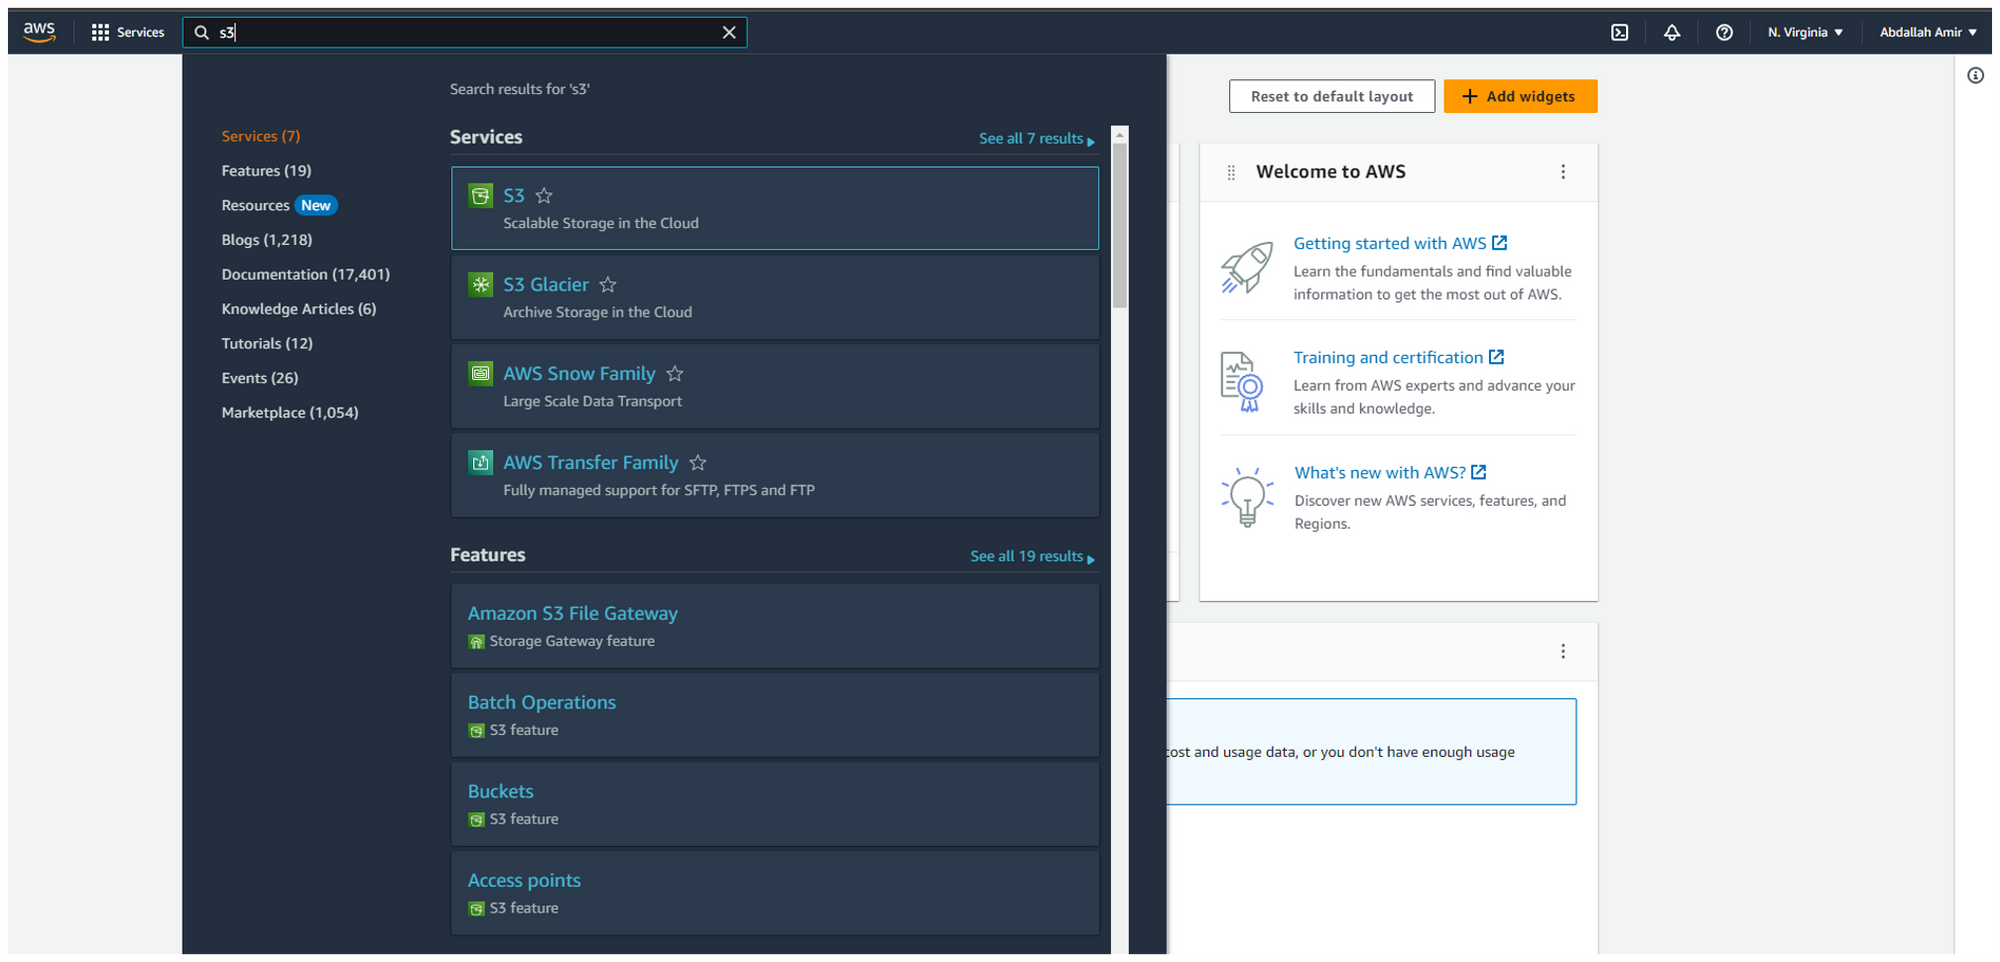 aws
Services
s3
N. Virginia
Abdallah Amir
Search results for 's3'
Services (7)
Features (19)
Resources New
Blogs (1,218)
Documentation (17,401)
Knowledge Articles (6)
Tutorials (12)
Events (26)
Marketplace (1,054)
Services
See all 7 results
S3
Scalable Storage in the Cloud
S3 Glacier
Archive Storage in the Cloud
AWS Snow Family
Large Scale Data Transport
AWS Transfer Family
Fully managed support for SFTP, FTPS and FTP
Features
See all 19 results
Amazon S3 File Gateway
Storage Gateway feature
Batch Operations
S3 feature
Buckets
S3 feature
Access points
S3 feature
Reset to default layout
Add widgets
Welcome to AWS
Getting started with AWS
Learn the fundamentals and find valuable
information to get the most out of AWS.
Training and certification
Learn from AWS experts and advance your
skills and knowledge.
What's new with AWS?
Discover new AWS services, features, and
Regions.
cost and usage data, or you don't have enough usage